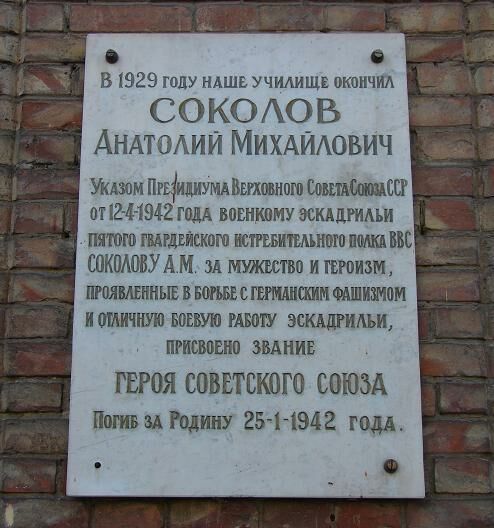 В 1929 году наше училище окончил
СОКОЛОВ
Анатолий Михайлович
Указом Президиума Верховного Совета Союза ССР
от 12-4-1942 года военкому эскадрильи
пятого гвардейского истребительного полка ВВС
СОКОЛОВУ А.М. за мужество и героизм,
проявленные в борьбе с германским фашизмом
и отличную боевую работу эскадрильи,
присвоено звание
ГЕРОЯ СОВЕТСКОГО СОЮЗА
Погиб за Родину 25-1-1942 года.